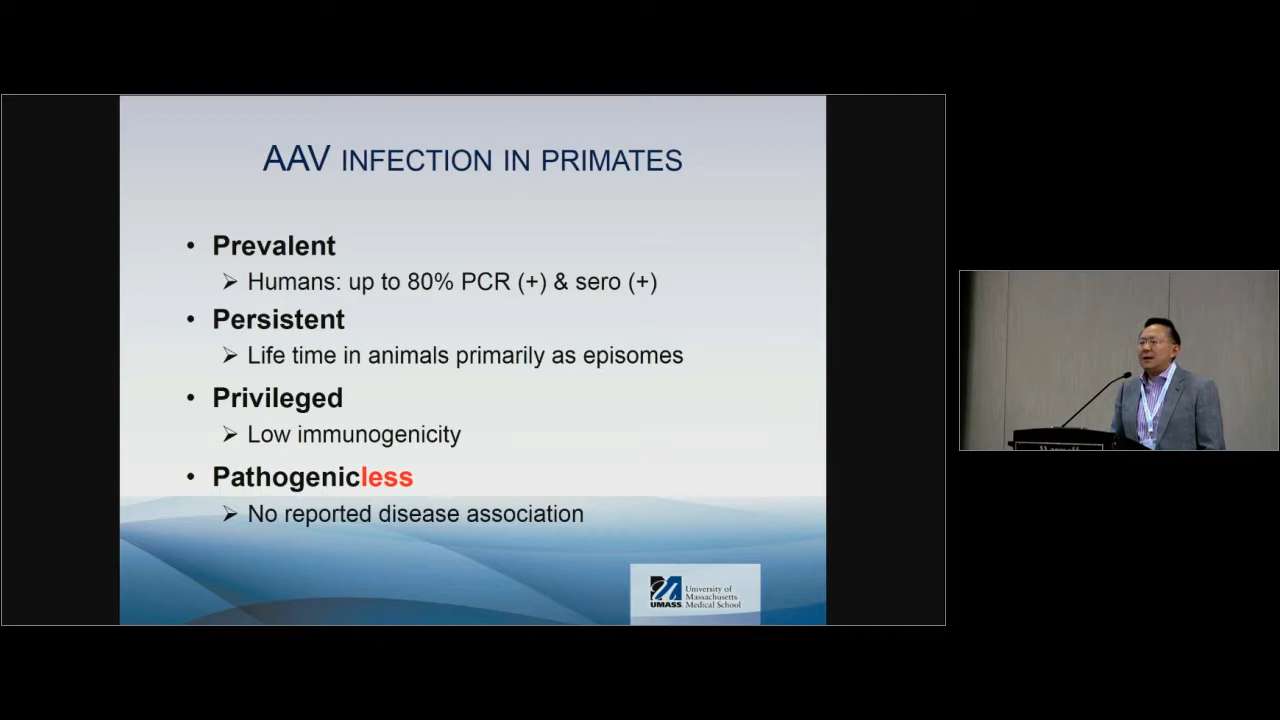 AAV INFECTION IN PRIMATES
• Prevalent
➢ Humans: up to 80% PCR (+) & sero (+)
• Persistent
➢ Life time in animals primarily as episomes
• Privileged
➢ Low immunogenicity
• Pathogenicless
➢ No reported disease association
UMASS
University of
Massachusetts
Medical School